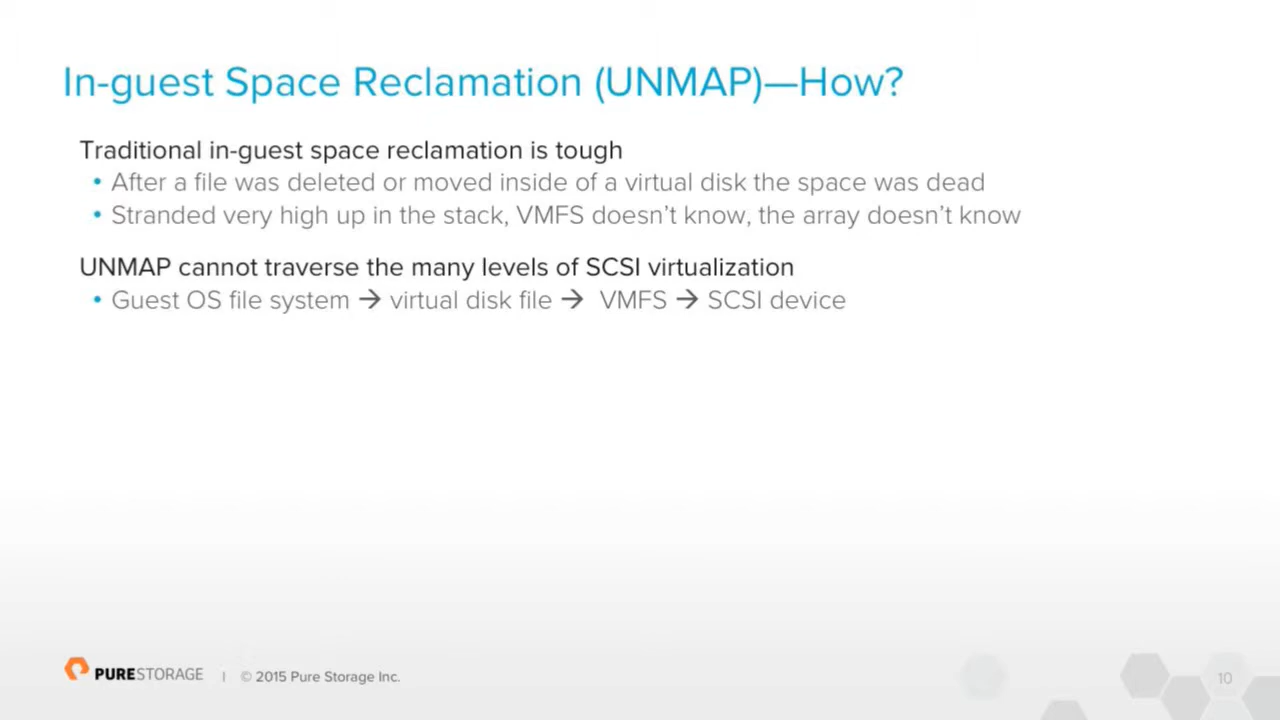 In-guest Space Reclamation (UNMAP)—How?
Traditional in-guest space reclamation is tough
• After a file was deleted or moved inside of a virtual disk the space was dead
• Stranded very high up in the stack, VMFS doesn't know, the array doesn't know
UNMAP cannot traverse the many levels of SCSI virtualization
• Guest OS file system → virtual disk file → VMFS → SCSI device
PURESTORAGE | © 2015 Pure Storage Inc.
10